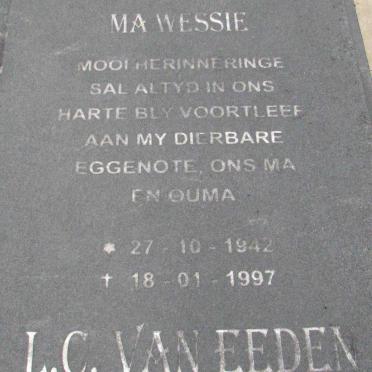 MA WESSIE
MOOI HERINNERINGE
SAL ALTYD IN ONS
HARTE BLY VOORTLEEF
AAN MY DIERBARE
EGGENOTE, ONS MA
EN OUMA
* 27 - 10 - 1942
† 18 - 01 - 1997
L.C. VAN EEDEN